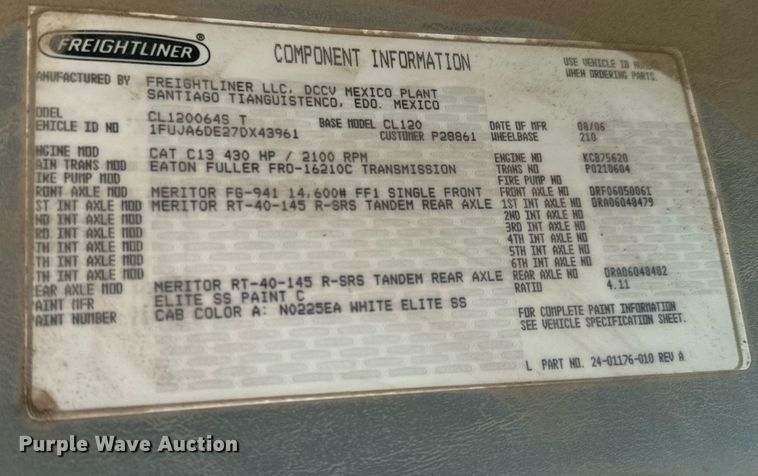 FREIGHTLINER
COMPONENT INFORMATION
USE VEHICLE ID
WHEN ORDERING PARTS.
ANUFACTURED BY FREIGHTLINER LLC, DCCV MEXICO PLANT
SANTIAGO TIANGUISTENCO, EDO. MEXICO
ODEL CL120064S T BASE MODEL CL120 DATE OF MFR 08/06
EHICLE ID NO 1FUJA6DE27DX43961 CUSTOMER P28861 WHEELBASE 210
NGINE MOD CAT C13 430 HP / 2100 RPM ENGINE NO KCB75620
AIN TRANS MOD EATON FULLER FRO-16210C TRANSMISSION TRANS NO P0210604
IRE PUMP MOD FIRE PUMP NO
RONT AXLE MOD MERITOR FG-941 14,600# FF1 SINGLE FRONT FRONT AXLE NO DRF06050061
ST INT AXLE MOD MERITOR RT-40-145 R-SRS TANDEM REAR AXLE 1ST INT AXLE NO ORA06048479
ND INT AXLE MOD 2ND INT AXLE NO
RD INT AXLE MOD 3RD INT AXLE NO
TH INT AXLE MOD 4TH INT AXLE NO
TH INT AXLE MOD 5TH INT AXLE NO
TH INT AXLE MOD 6TH INT AXLE NO
EAR AXLE MOD MERITOR RT-40-145 R-SRS TANDEM REAR AXLE REAR AXLE NO ORA06048482
AINT MFR ELITE SS PAINT C RATIO 4.11
AINT NUMBER CAB COLOR A: N0225EA WHITE ELITE SS
FOR COMPLETE PAINT INFORMATION
SEE VEHICLE SPECIFICATION SHEET.
L PART NO. 24-01176-010 REV A
Purple Wave Auction